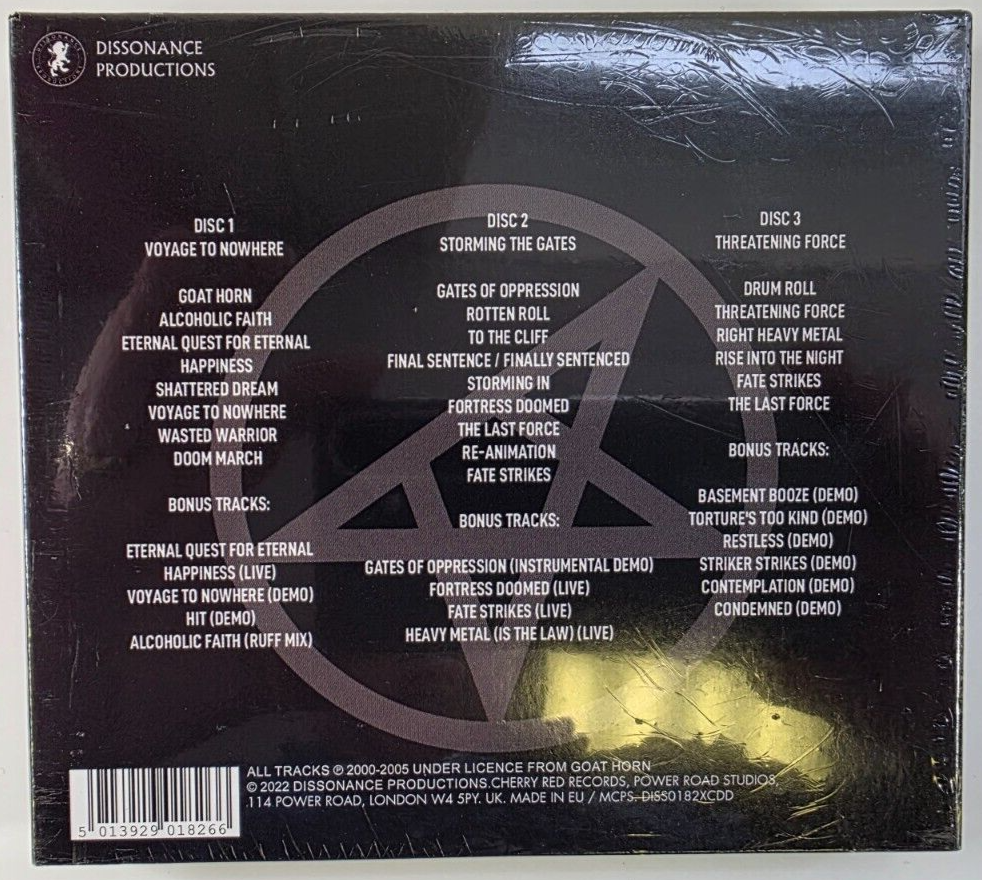 DISSONANCE
PRODUCTIONS
DISC 1
VOYAGE TO NOWHERE
GOAT HORN
ALCOHOLIC FAITH
ETERNAL QUEST FOR ETERNAL
HAPPINESS
SHATTERED DREAM
VOYAGE TO NOWHERE
WASTED WARRIOR
DOOM MARCH
BONUS TRACKS:
ETERNAL QUEST FOR ETERNAL
HAPPINESS (LIVE)
VOYAGE TO NOWHERE (DEMO)
HIT (DEMO)
ALCOHOLIC FAITH (RUFF MIX)
DISC 2
STORMING THE GATES
GATES OF OPPRESSION
ROTTEN ROLL
TO THE CLIFF
FINAL SENTENCE / FINALLY SENTENCED
STORMING IN
FORTRESS DOOMED
THE LAST FORCE
RE-ANIMATION
FATE STRIKES
BONUS TRACKS:
GATES OF OPPRESSION (INSTRUMENTAL DEMO)
FORTRESS DOOMED (LIVE)
FATE STRIKES (LIVE)
HEAVY METAL (IS THE LAW) (LIVE)
DISC 3
THREATENING FORCE
DRUM ROLL
THREATENING FORCE
RIGHT HEAVY METAL
RISE INTO THE NIGHT
FATE STRIKES
THE LAST FORCE
BONUS TRACKS:
BASEMENT BOOZE (DEMO)
TORTURE'S TOO KIND (DEMO)
RESTLESS (DEMO)
STRIKER STRIKES (DEMO)
CONTEMPLATION (DEMO)
CONDEMNED (DEMO)
ALL TRACKS ℗ 2000-2005 UNDER LICENCE FROM GOAT HORN
© 2022 DISSONANCE PRODUCTIONS.CHERRY RED RECORDS, POWER ROAD STUDIOS,
114 POWER ROAD, LONDON W4 5PY. UK. MADE IN EU / MCPS. DISS0182XCDD
5 013929 018266